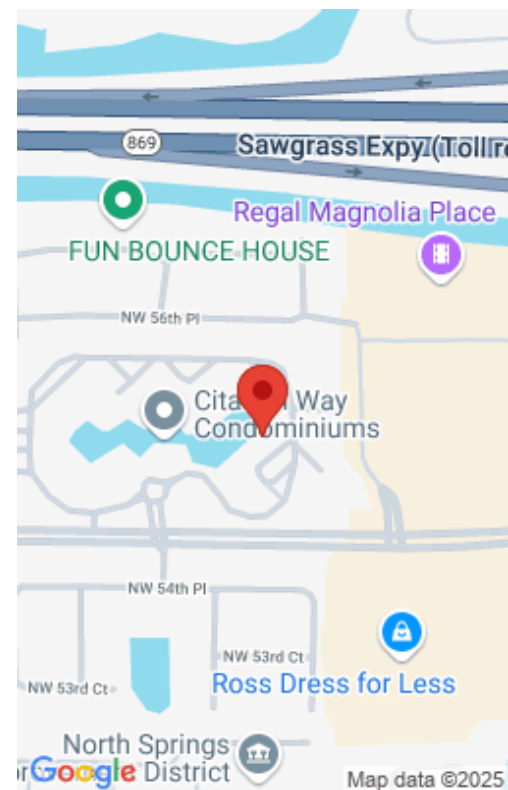 869
Sawgrass Expy (Toll r
Regal Magnolia Place
FUN BOUNCE HOUSE
NW 56th Pl
Way
Condominiums
NW 54th Pl
NW 53rd Ct
Ross Dress for Less
NW 53rd Ct
North Springs
District
Google
Map data ©2025